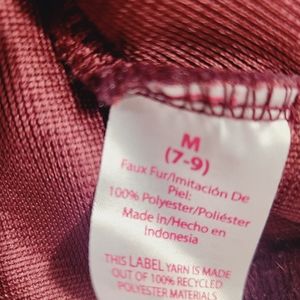 M
(7-9)
Faux Fur/Imitación De
Piel:
100% Polyester/Poliéster
Made in/Hecho en
Indonesia
THIS LABEL YARN IS MADE
OUT OF 100% RECYCLED
POLYESTER MATERIALS